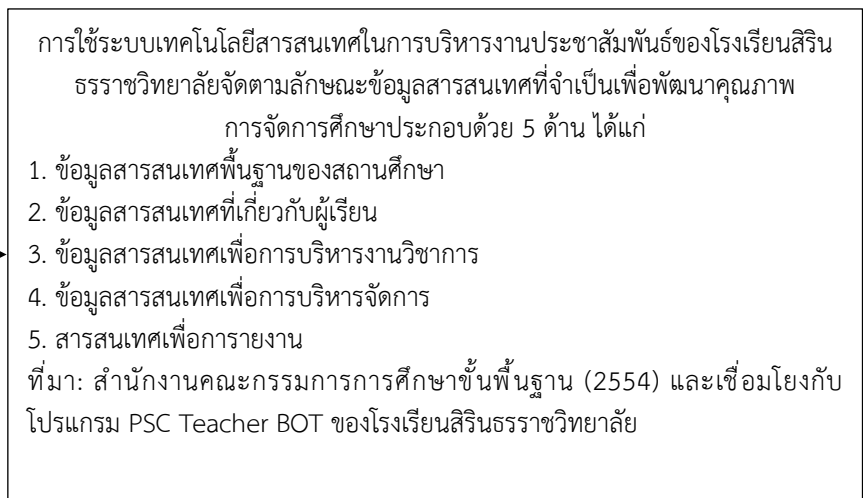 การใช้ระบบเทคโนโลยีสารสนเทศในการบริหารงานประชาสัมพันธ์ของโรงเรียนสิริน
ธรราชวิทยาลัยจัดตามลักษณะข้อมูลสารสนเทศที่จำเป็นเพื่อพัฒนาคุณภาพ
การจัดการศึกษาประกอบด้วย 5 ด้าน ได้แก่
1. ข้อมูลสารสนเทศพื้นฐานของสถานศึกษา
2. ข้อมูลสารสนเทศที่เกี่ยวกับผู้เรียน
3. ข้อมูลสารสนเทศเพื่อการบริหารงานวิชาการ
4. ข้อมูลสารสนเทศเพื่อการบริหารจัดการ
5. สารสนเทศเพื่อการายงาน
ที่มา: สำนักงานคณะกรรมการการศึกษาขั้นพื้นฐาน (2554) และเชื่อมโยงกับ
โปรแกรม PSC Teacher BOT ของโรงเรียนสิรินธรราชวิทยาลัย